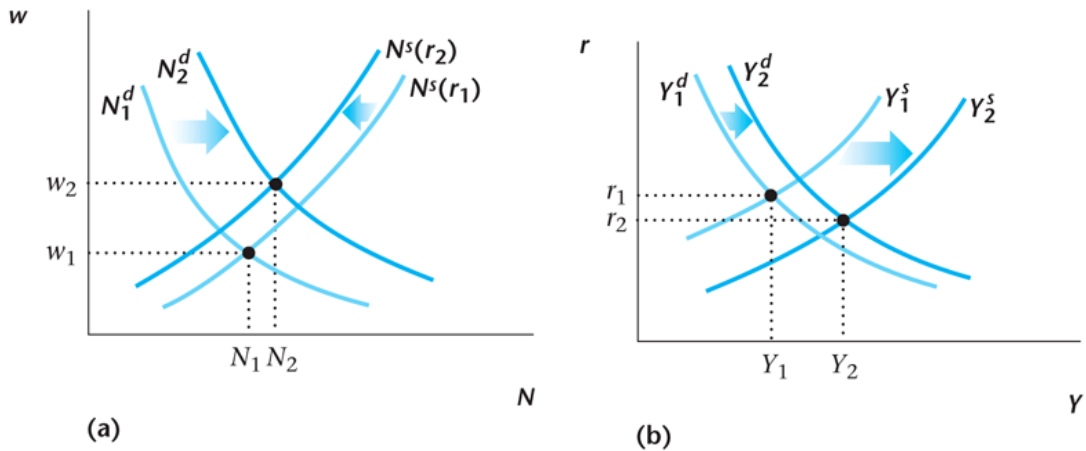 w
N₂ᵈ
Nˢ(r₂)
N₁ᵈ
Nˢ(r₁)
w₂
w₁
N₁ N₂
N
(a)
r
Y₁ᵈ
Y₂ᵈ
Y₁ˢ
Y₂ˢ
r₁
r₂
Y₁
Y₂
Y
(b)